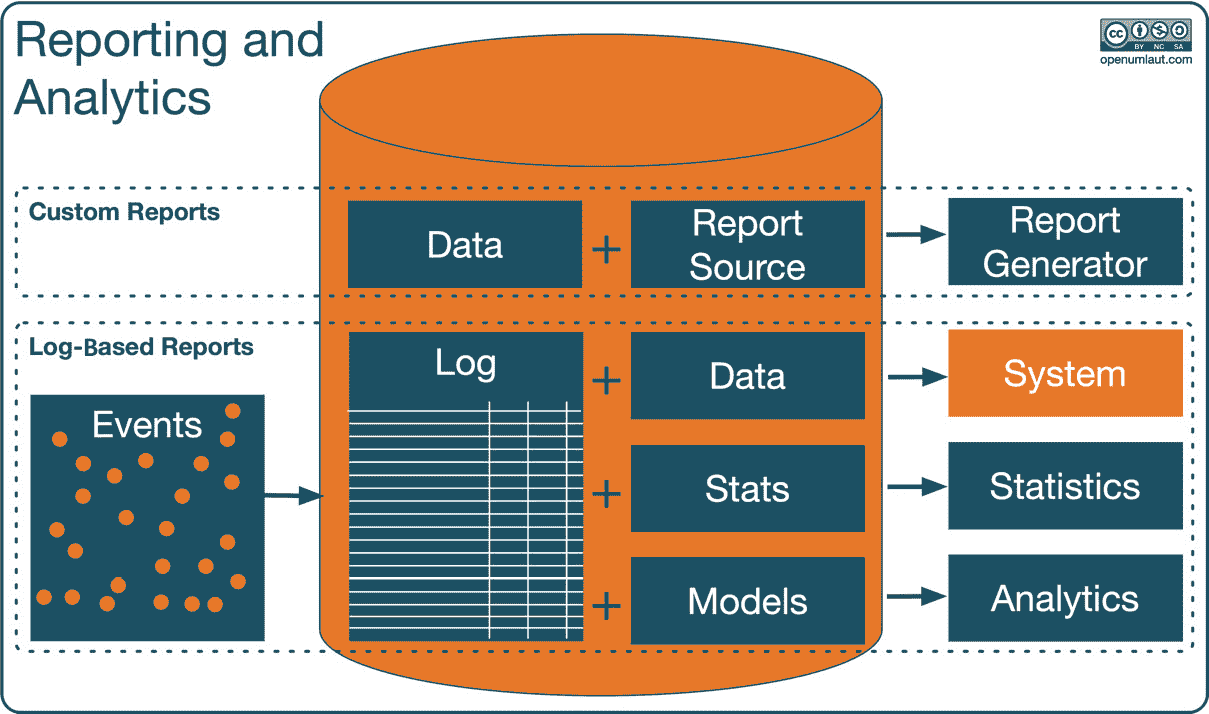 Reporting and
Analytics
cc
BY NC SA
openumlaut.com
Custom Reports
Data
+
Report
Source
Report
Generator
Log-Based Reports
Events
Log
+
Data
System
+
Stats
Statistics
+
Models
Analytics